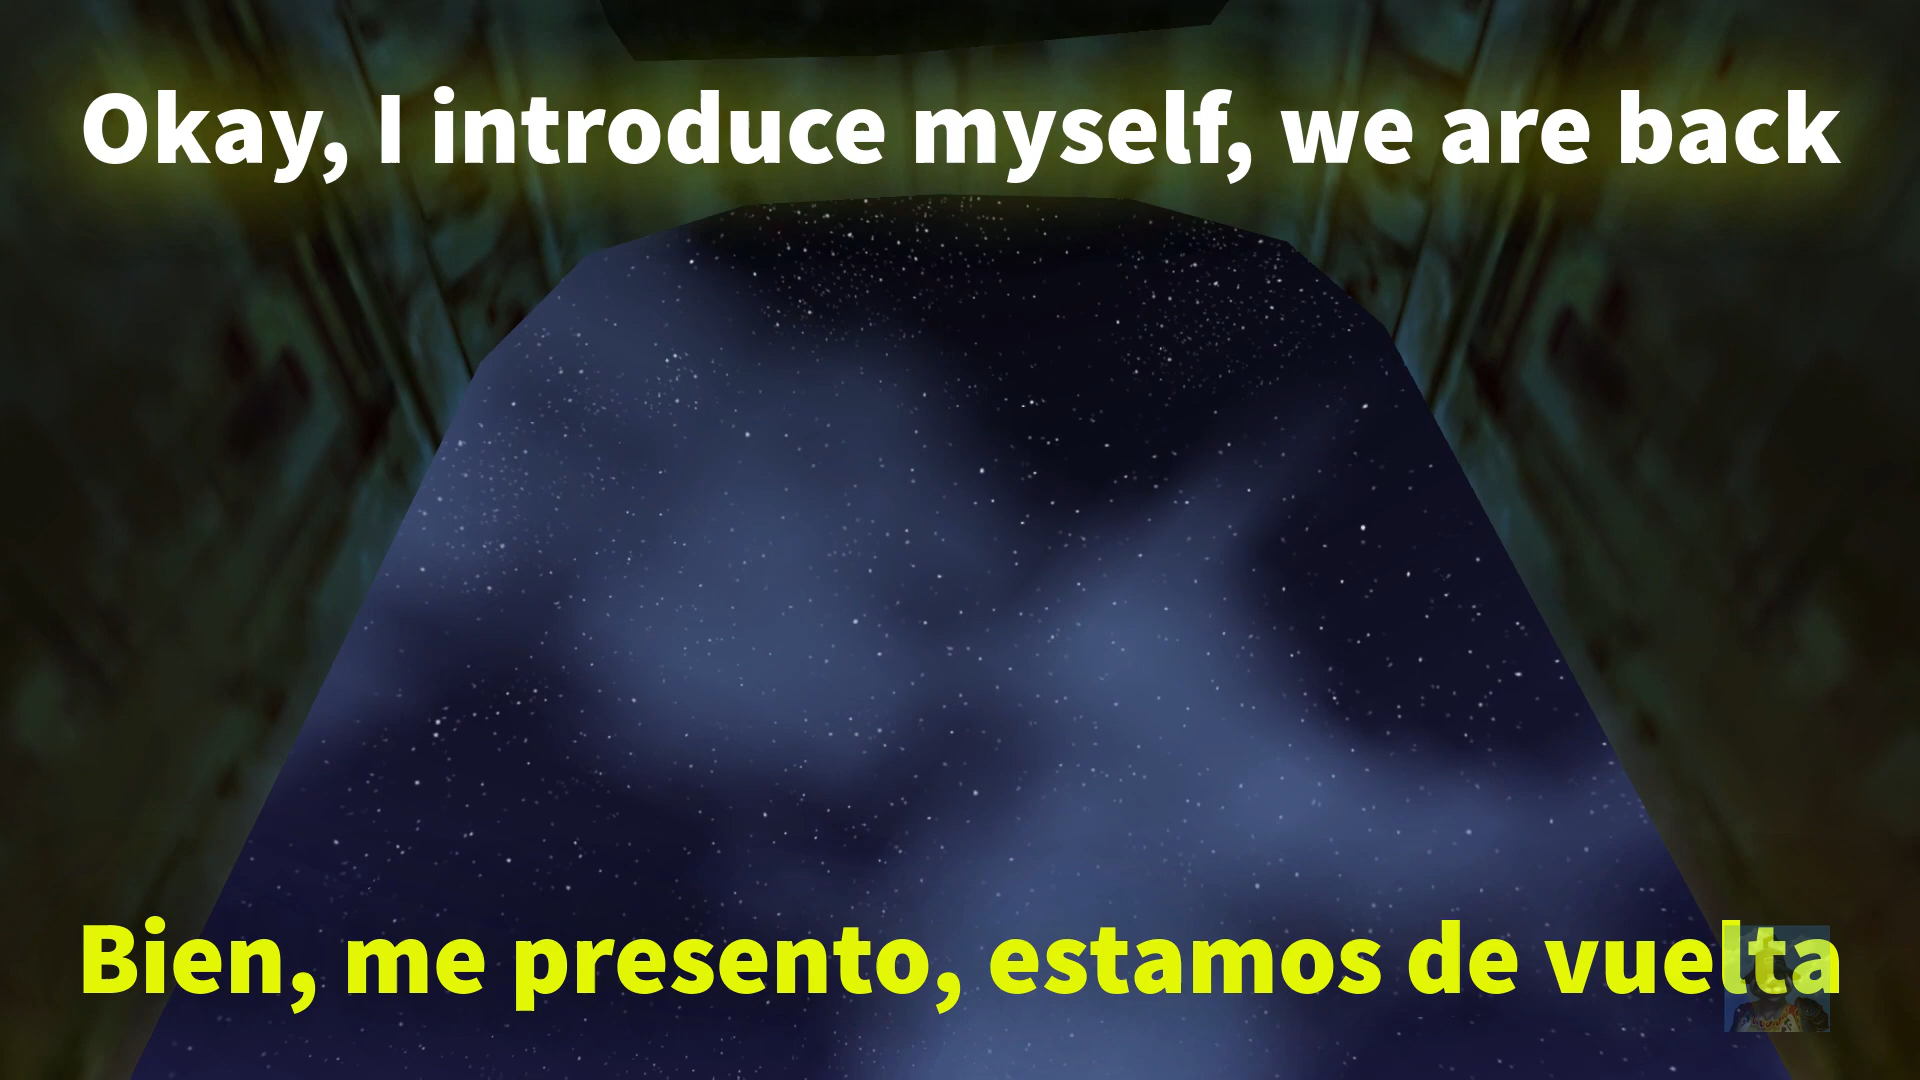 Okay, I introduce myself, we are back
Bien, me presento, estamos de vuelta